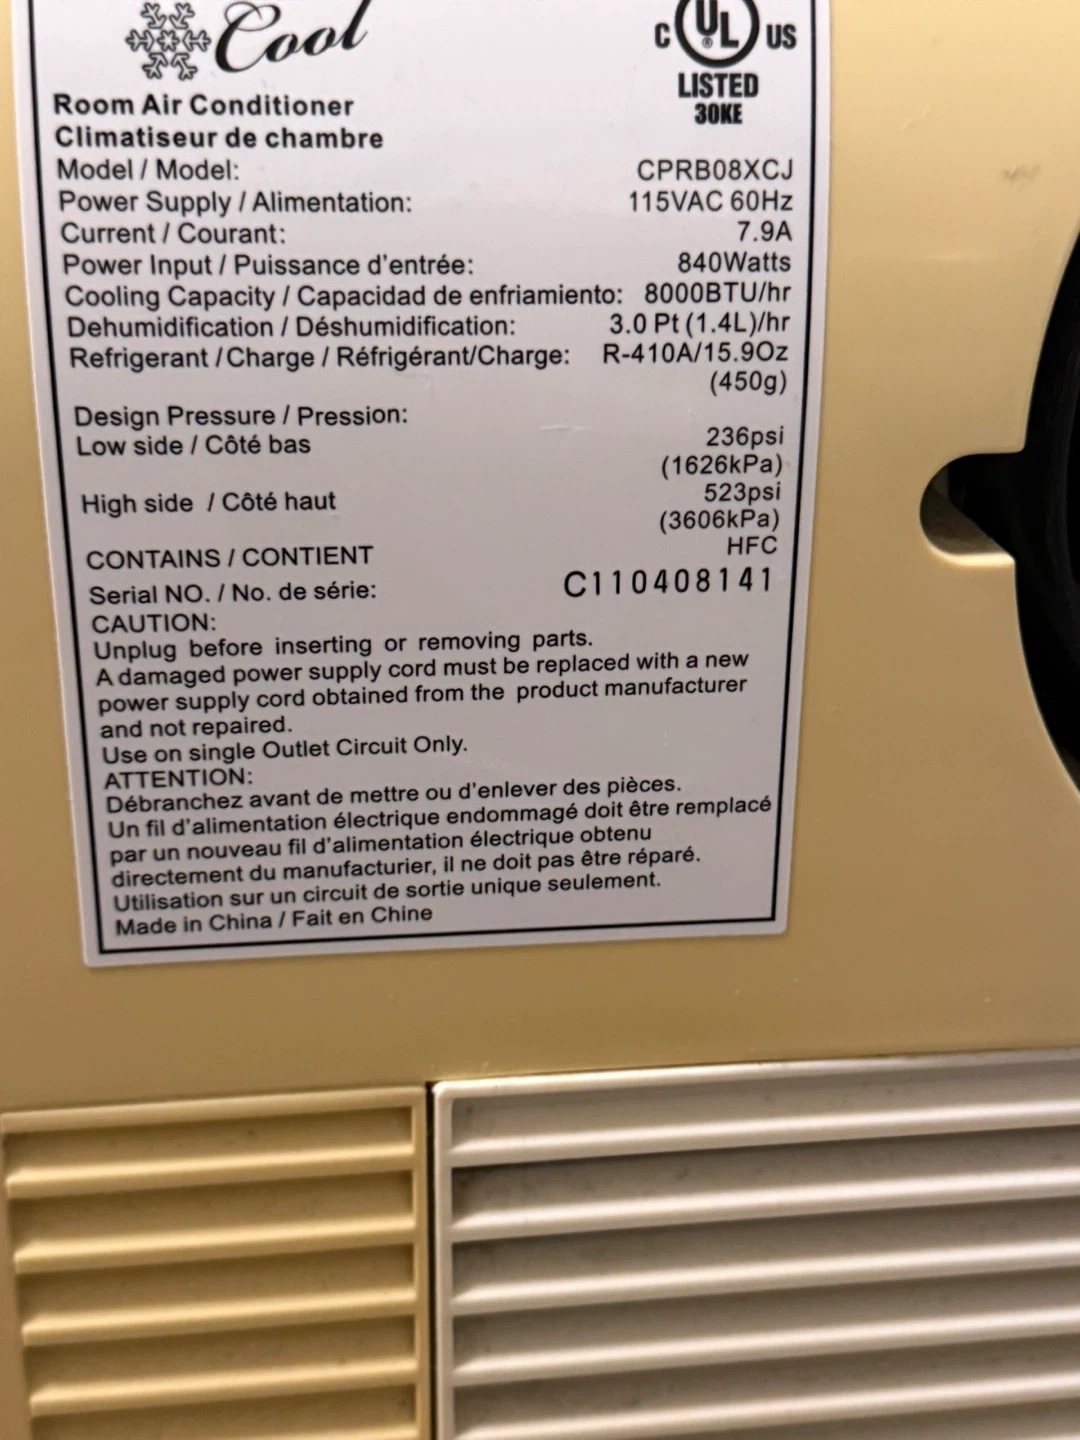 Cool
C UL® US
LISTED
30KE
Room Air Conditioner
Climatiseur de chambre
Model / Model: CPRB08XCJ
Power Supply / Alimentation: 115VAC 60Hz
Current / Courant: 7.9A
Power Input / Puissance d'entrée: 840Watts
Cooling Capacity / Capacidad de enfriamiento: 8000BTU/hr
Dehumidification / Déshumidification: 3.0 Pt (1.4L)/hr
Refrigerant / Charge / Réfrigérant/Charge: R-410A/15.9Oz
(450g)
Design Pressure / Pression:
Low side / Côté bas 236psi
(1626kPa)
High side / Côté haut 523psi
(3606kPa)
CONTAINS / CONTIENT HFC
Serial NO. / No. de série: C110408141
CAUTION:
Unplug before inserting or removing parts.
A damaged power supply cord must be replaced with a new
power supply cord obtained from the product manufacturer
and not repaired.
Use on single Outlet Circuit Only.
ATTENTION:
Débranchez avant de mettre ou d'enlever des pièces.
Un fil d'alimentation électrique endommagé doit être remplacé
par un nouveau fil d'alimentation électrique obtenu
directement du manufacturier, il ne doit pas être réparé.
Utilisation sur un circuit de sortie unique seulement.
Made in China / Fait en Chine